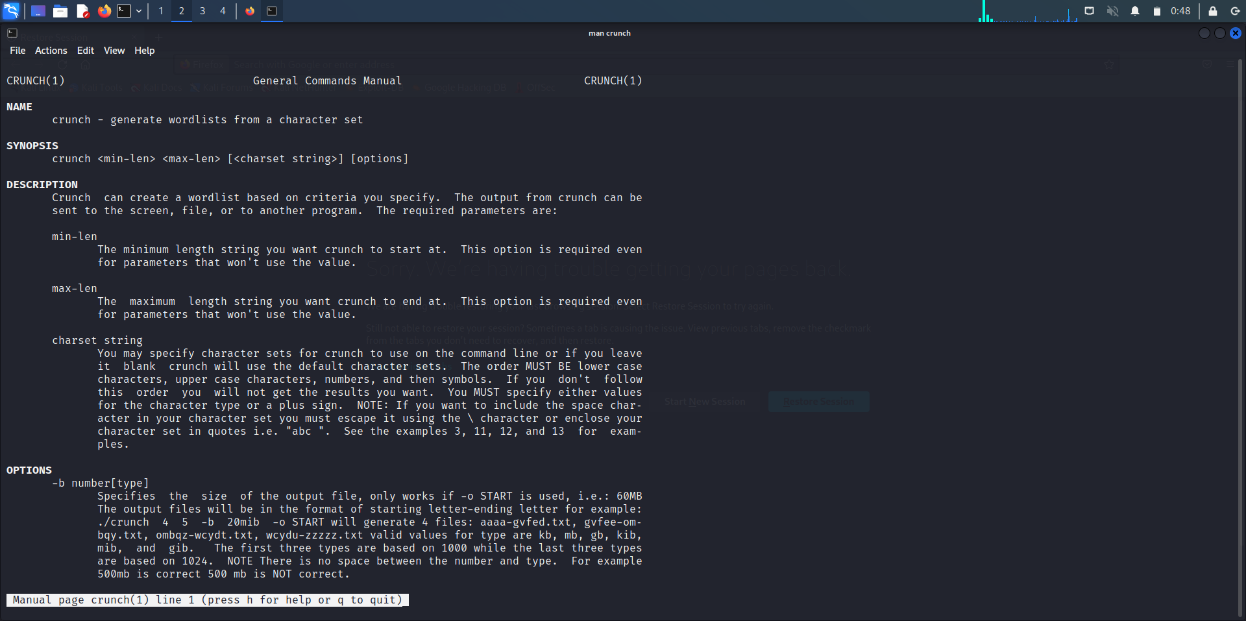 1 2 3 4 0:48
man crunch
File Actions Edit View Help
CRUNCH(1) General Commands Manual CRUNCH(1)
NAME
crunch - generate wordlists from a character set
SYNOPSIS
crunch <min-len> <max-len> [<charset string>] [options]
DESCRIPTION
Crunch can create a wordlist based on criteria you specify. The output from crunch can be
sent to the screen, file, or to another program. The required parameters are:
min-len
The minimum length string you want crunch to start at. This option is required even
for parameters that won't use the value.
max-len
The maximum length string you want crunch to end at. This option is required even
for parameters that won't use the value.
charset string
You may specify character sets for crunch to use on the command line or if you leave
it blank crunch will use the default character sets. The order MUST BE lower case
characters, upper case characters, numbers, and then symbols. If you don't follow
this order you will not get the results you want. You MUST specify either values
for the character type or a plus sign. NOTE: If you want to include the space char-
acter in your character set you must escape it using the \ character or enclose your
character set in quotes i.e. "abc ". See the examples 3, 11, 12, and 13 for exam-
ples.
OPTIONS
-b number[type]
Specifies the size of the output file, only works if -o START is used, i.e.: 60MB
The output files will be in the format of starting letter-ending letter for example:
./crunch 4 5 -b 20mib -o START will generate 4 files: aaaa-gvfed.txt, gvfee-om-
bqy.txt, ombqz-wcydt.txt, wcydu-zzzzz.txt valid values for type are kb, mb, gb, kib,
mib, and gib. The first three types are based on 1000 while the last three types
are based on 1024. NOTE There is no space between the number and type. For example
500mb is correct 500 mb is NOT correct.
Manual page crunch(1) line 1 (press h for help or q to quit)
Start New Session